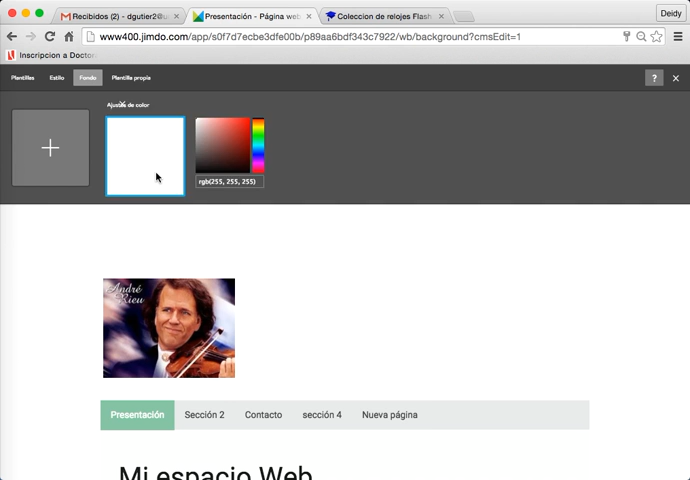 Recibidos (2) - dgutier2@u
Presentación - Página web
Coleccion de relojes Flash
Deidy
www400.jimdo.com/app/s0f7d7ecbe3dfe00b/p89aa6bdf343c7922/wb/background?cmsEdit=1
Inscripcion a Doctor
Plantillas Estilo Fondo Plantilla propia ?
Ajustes de color
rgb(255, 255, 255)
André
Rieu
Presentación Sección 2 Contacto sección 4 Nueva página
Mi espacio Web